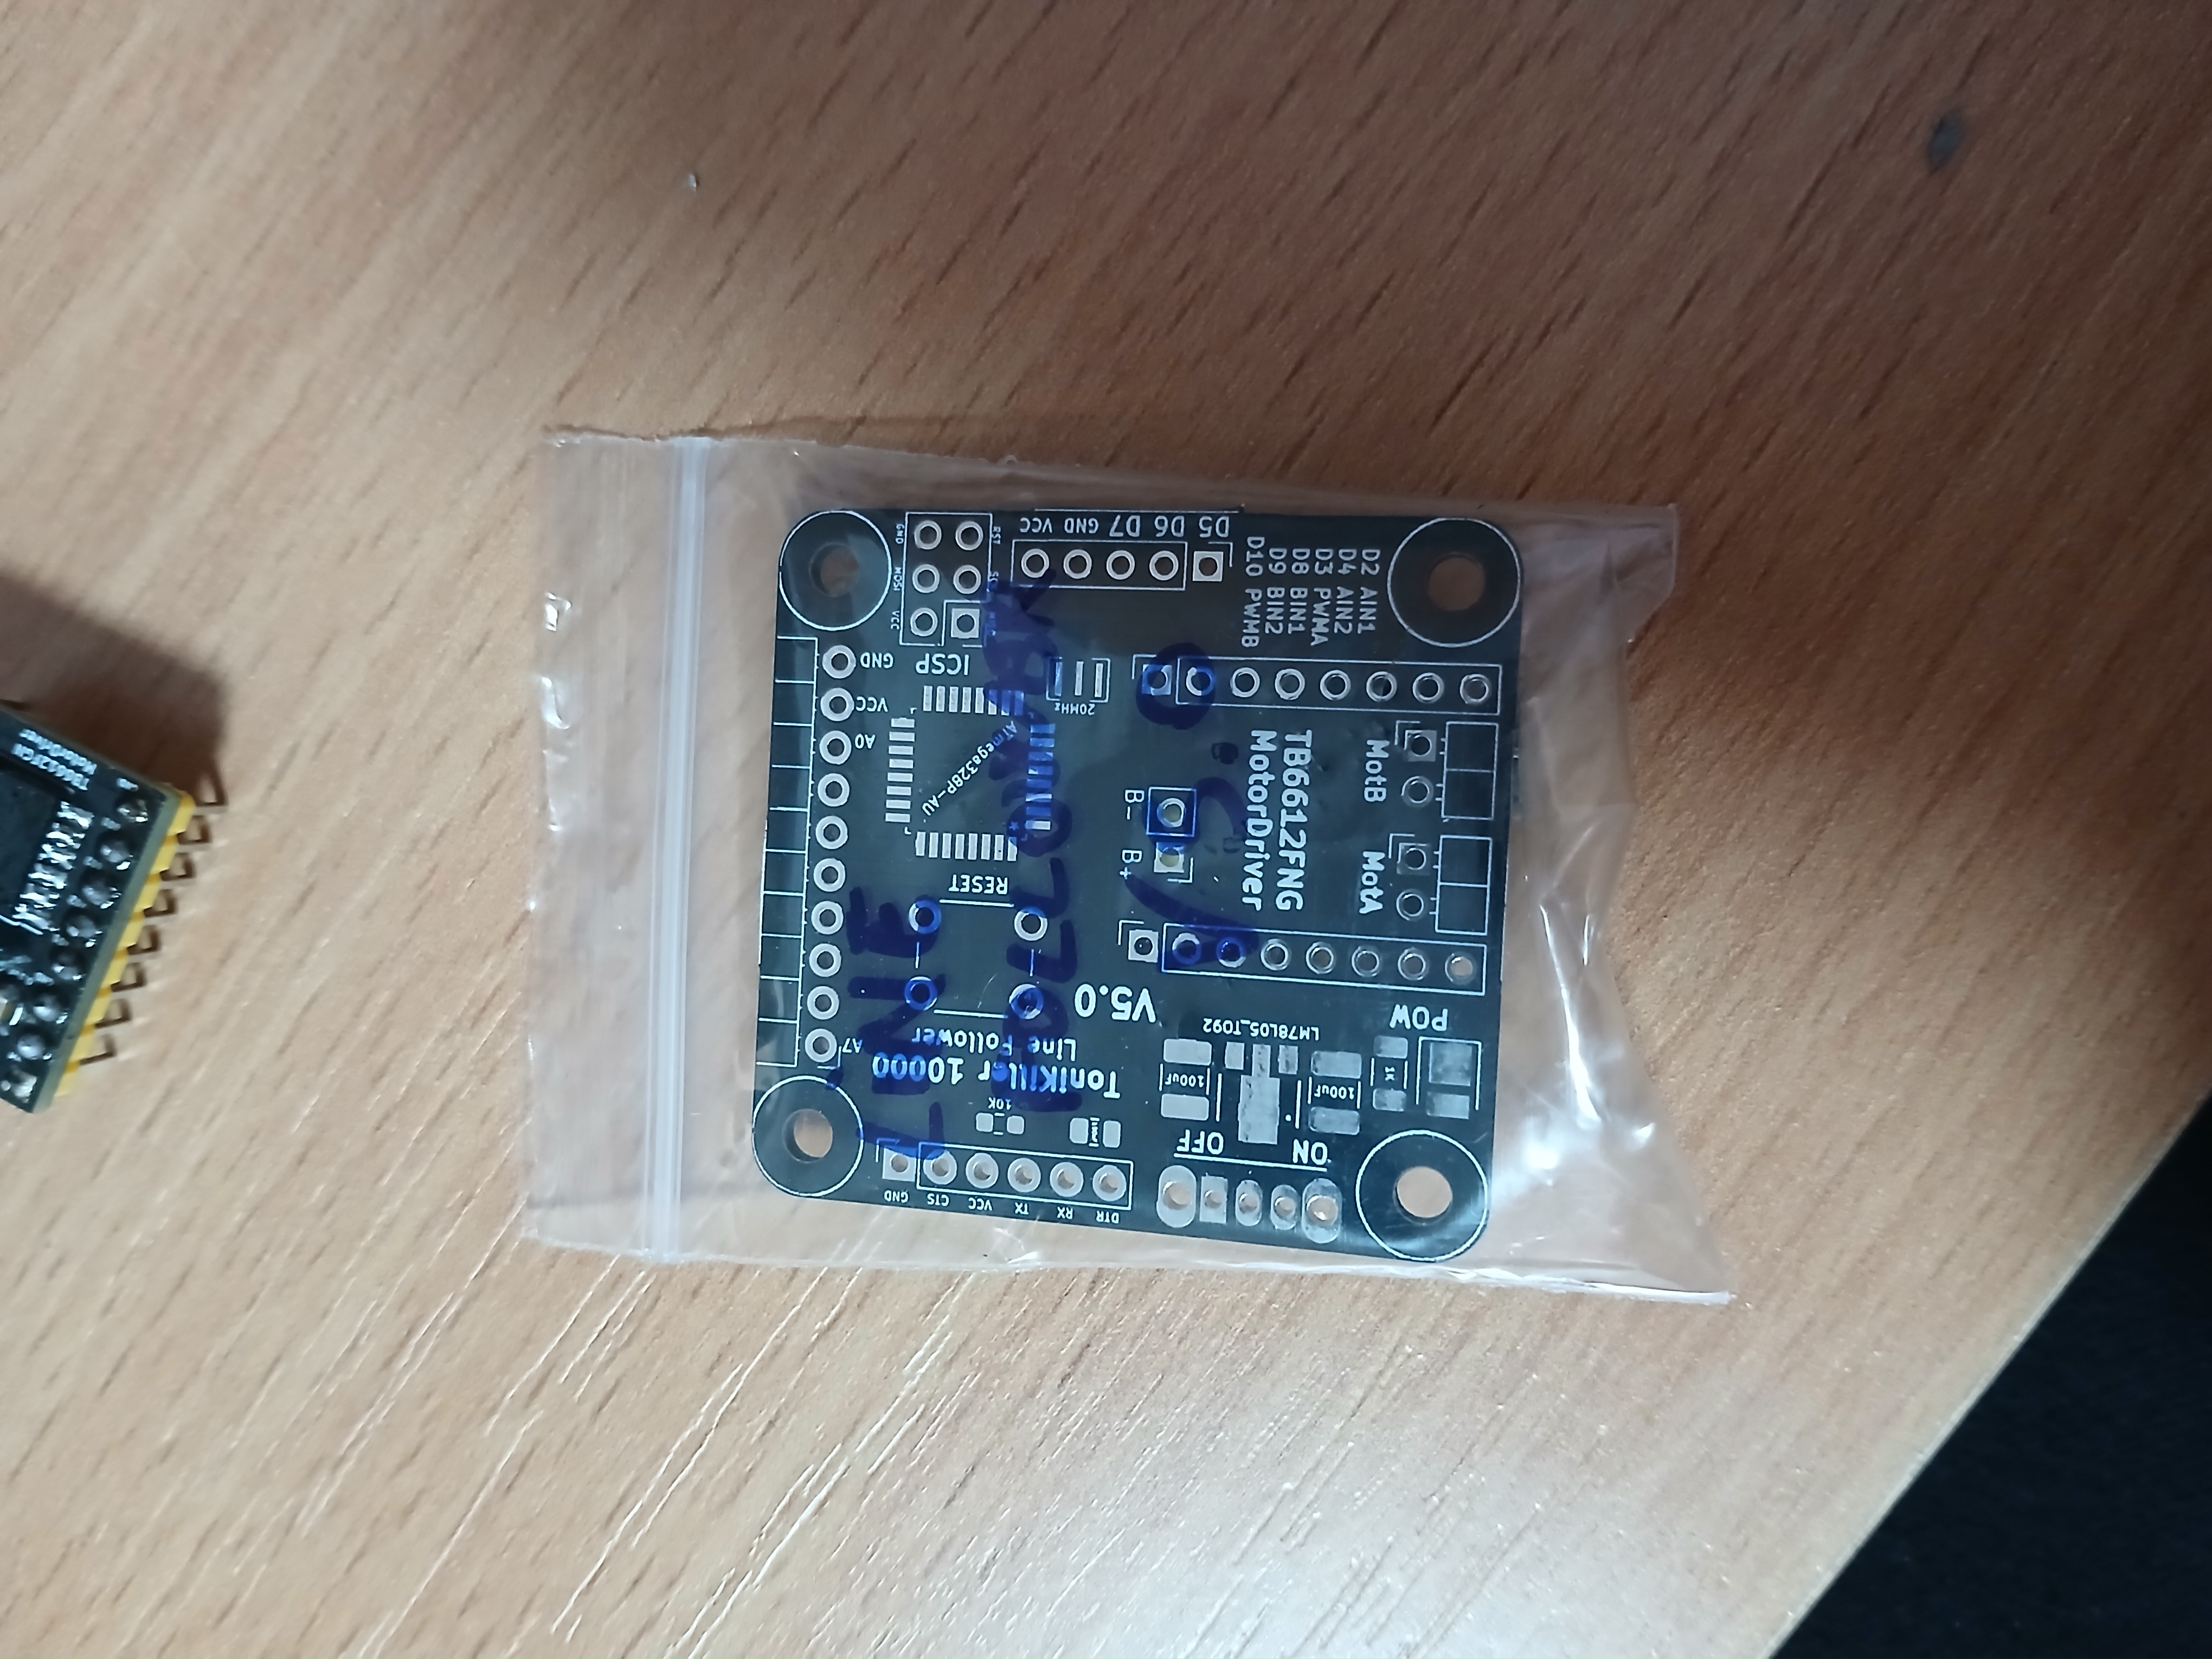 LINE
FOLLOWER
V5.0
A7
A0
VCC
GND
GND
CTS
VCC
TX
RX
DTR
10K
Tonikiller 10000
Line Follower
V5.0
RESET
ATmega328P-AU
20MHz
ICSP
VCC
MOSI
GND
RST
D5 D6 D7 GND VCC
B+
B-
ON
OFF
100uF
100uF
LM78L05_TO92
1K
POW
TB6612FNG
MotorDriver
MotA
MotB
D2 AIN1
D4 AIN2
D3 PWMA
D8 BIN1
D9 BIN2
D10 PWMB